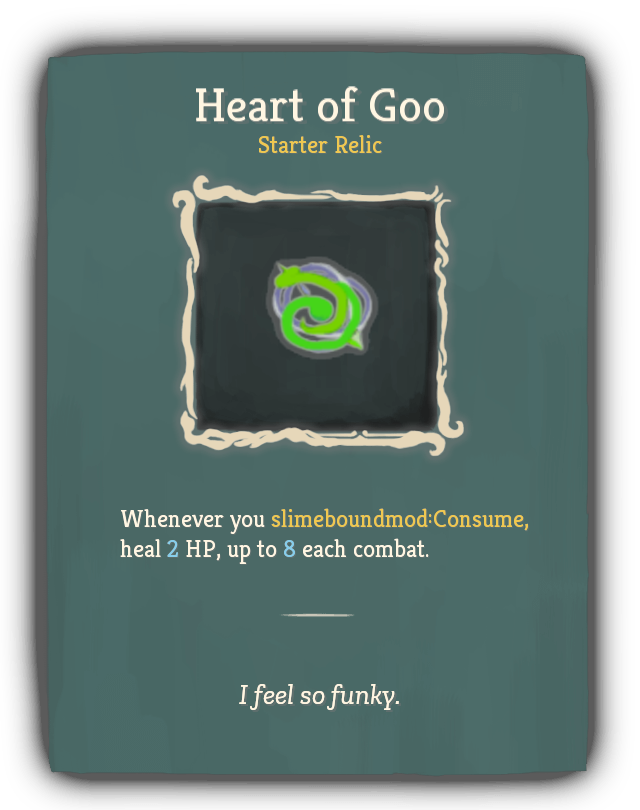 Heart of Goo
Starter Relic
Whenever you slimeboundmod:Consume,
heal 2 HP, up to 8 each combat.
I feel so funky.